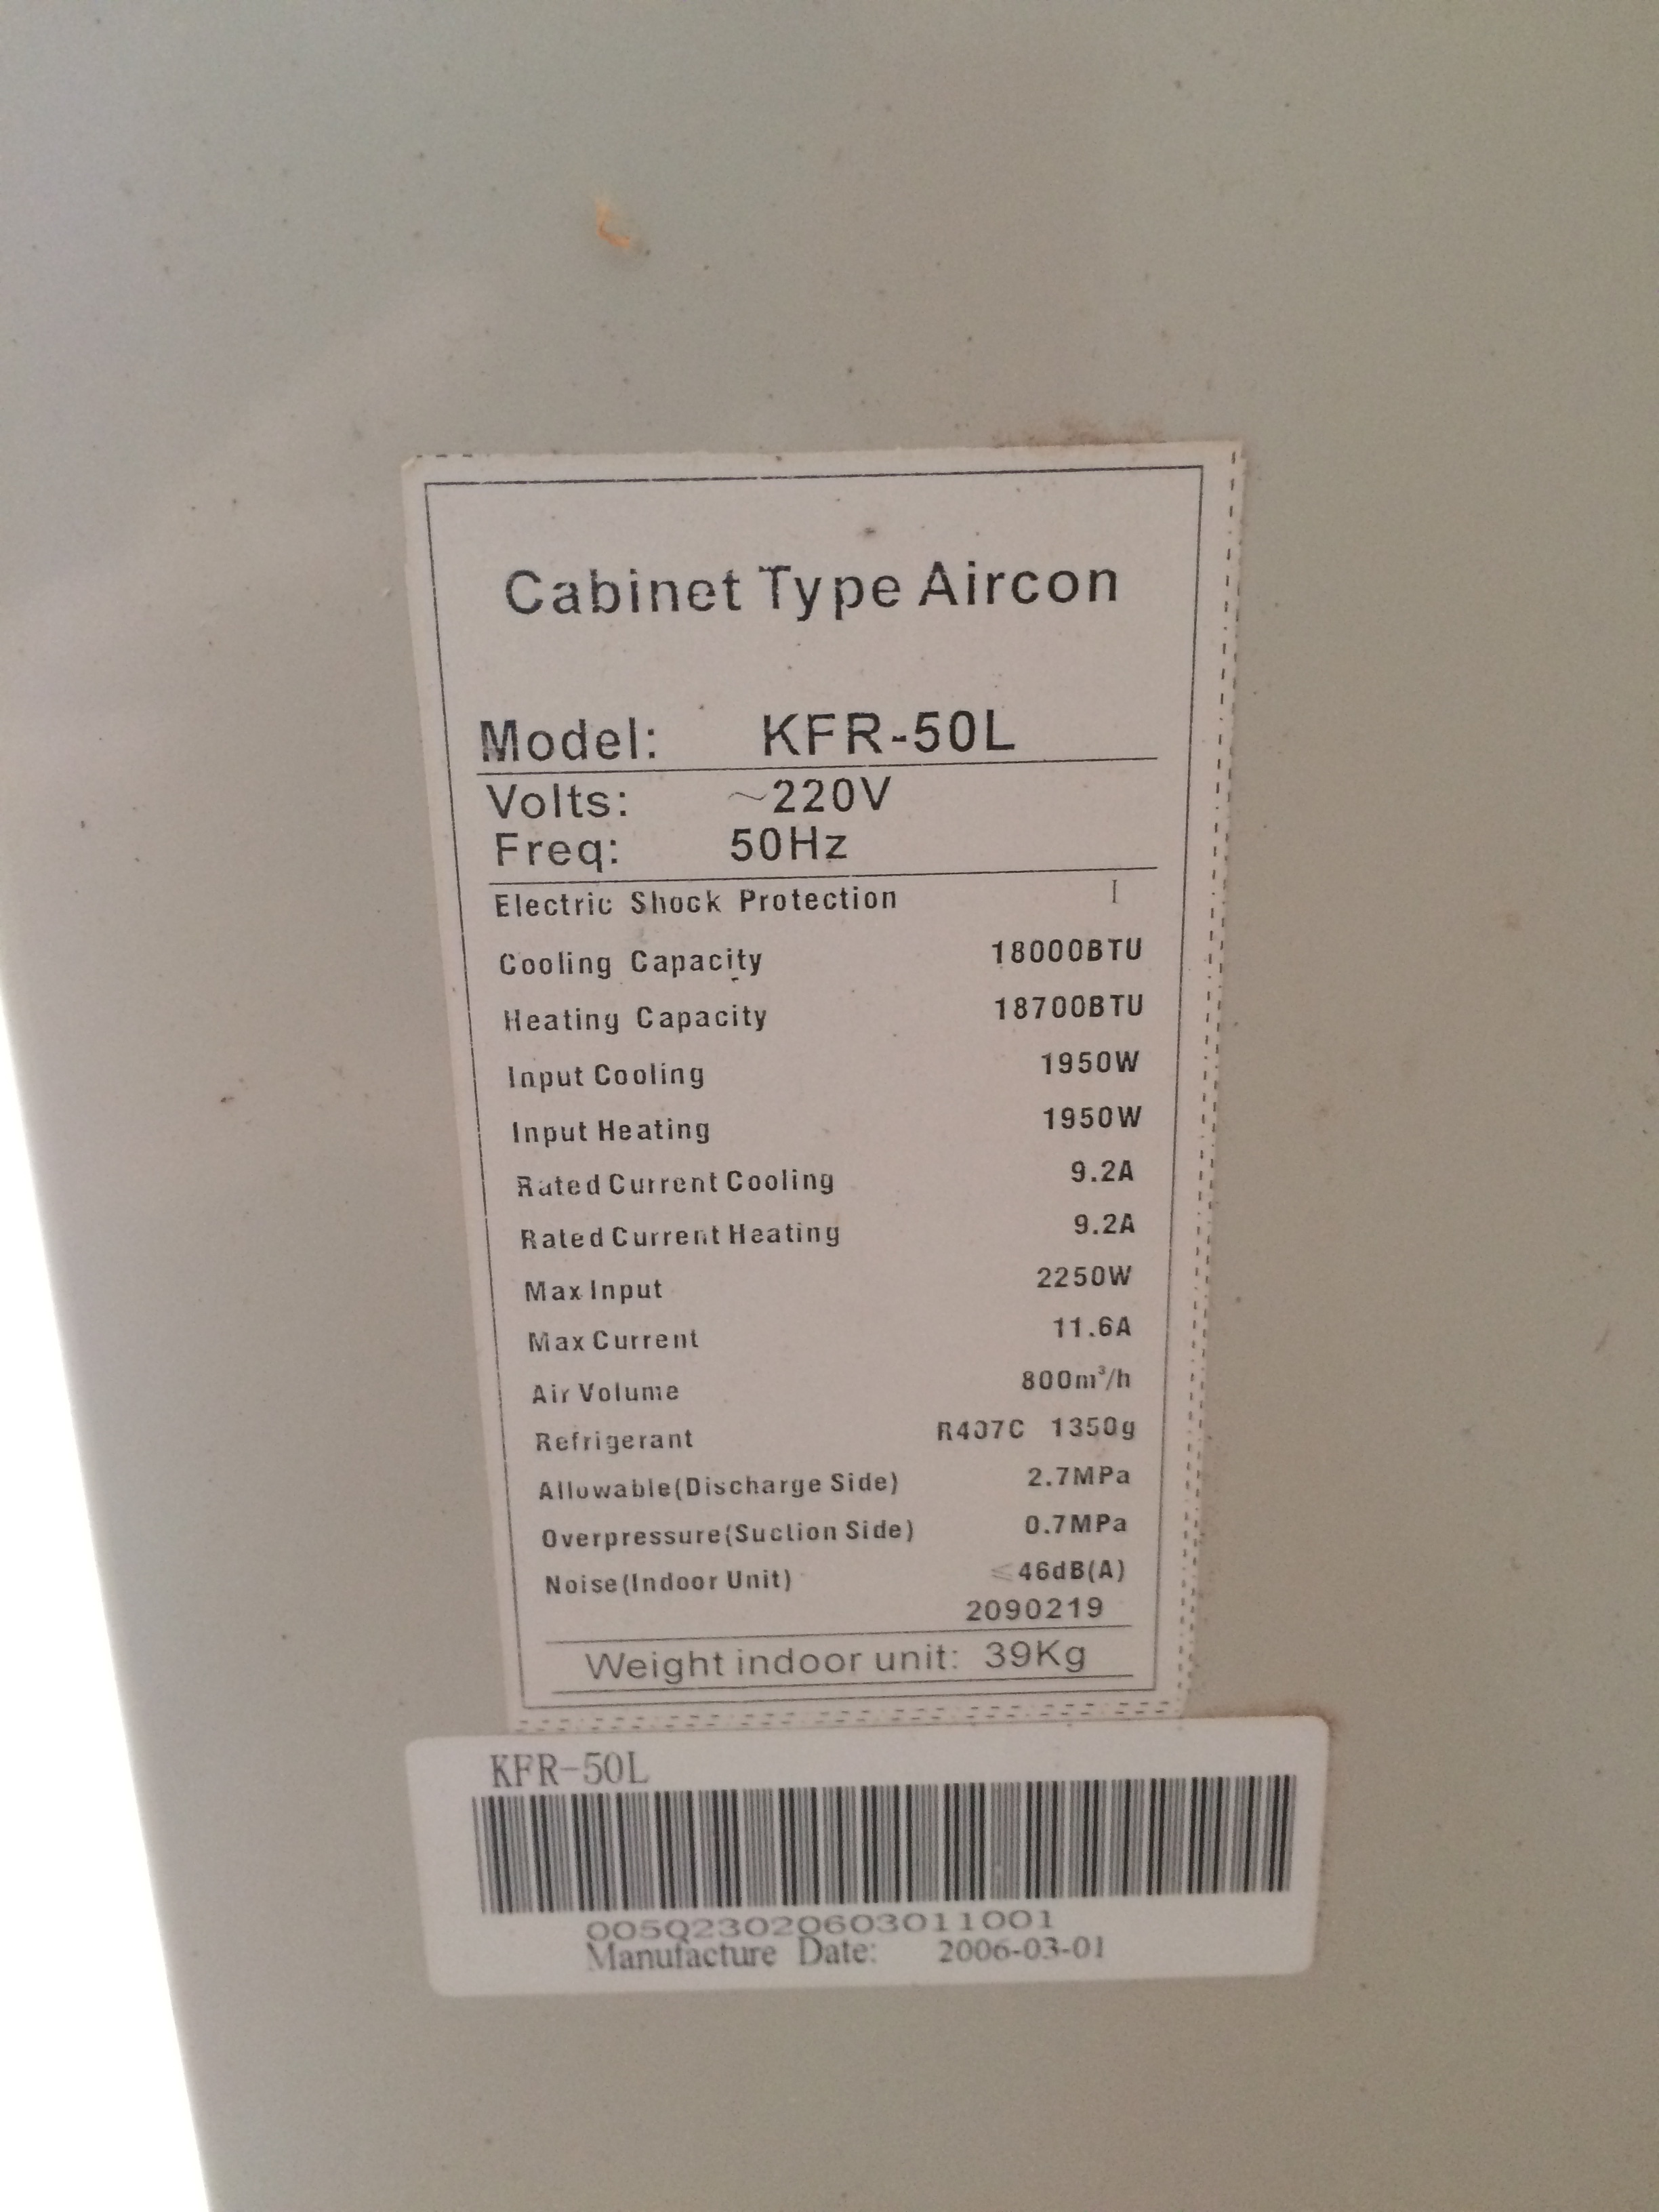 Cabinet Type Aircon
Model: KFR-50L
Volts: ~220V
Freq: 50Hz
Electric Shock Protection I
Cooling Capacity 18000BTU
Heating Capacity 18700BTU
Input Cooling 1950W
Input Heating 1950W
Rated Current Cooling 9.2A
Rated Current Heating 9.2A
Max Input 2250W
Max Current 11.6A
Air Volume 800m³/h
Refrigerant R407C 1350g
Allowable(Discharge Side) 2.7MPa
Overpressure(Suction Side) 0.7MPa
Noise(Indoor Unit) ≤46dB(A)
2090219
Weight indoor unit: 39Kg
KFR-50L
005Q23020603011001
Manufacture Date: 2006-03-01